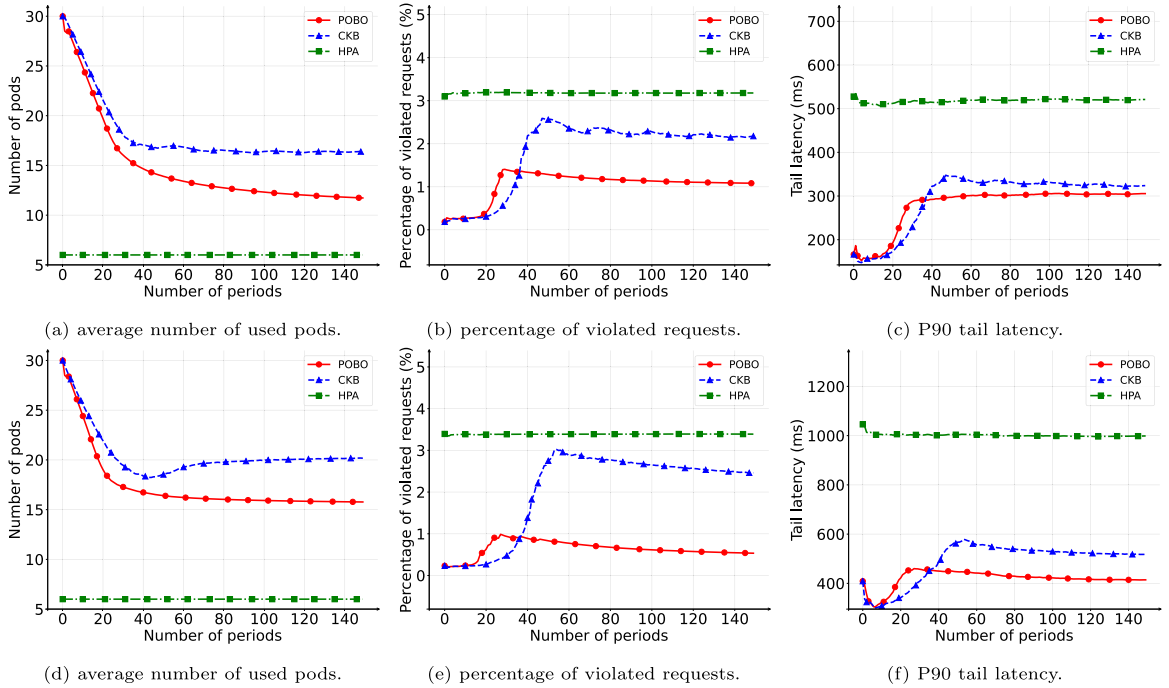 POBO
CKB
HPA
30
25
20
15
10
5
Number of pods
0 20 40 60 80 100 120 140
Number of periods
(a) average number of used pods.
POBO
CKB
HPA
5
4
3
2
1
0
Percentage of violated requests (%)
0 20 40 60 80 100 120 140
Number of periods
(b) percentage of violated requests.
POBO
CKB
HPA
700
600
500
400
300
200
Tail latency (ms)
0 20 40 60 80 100 120 140
Number of periods
(c) P90 tail latency.
POBO
CKB
HPA
30
25
20
15
10
5
Number of pods
0 20 40 60 80 100 120 140
Number of periods
(d) average number of used pods.
POBO
CKB
HPA
5
4
3
2
1
0
Percentage of violated requests (%)
0 20 40 60 80 100 120 140
Number of periods
(e) percentage of violated requests.
POBO
CKB
HPA
1200
1000
800
600
400
Tail latency (ms)
0 20 40 60 80 100 120 140
Number of periods
(f) P90 tail latency.